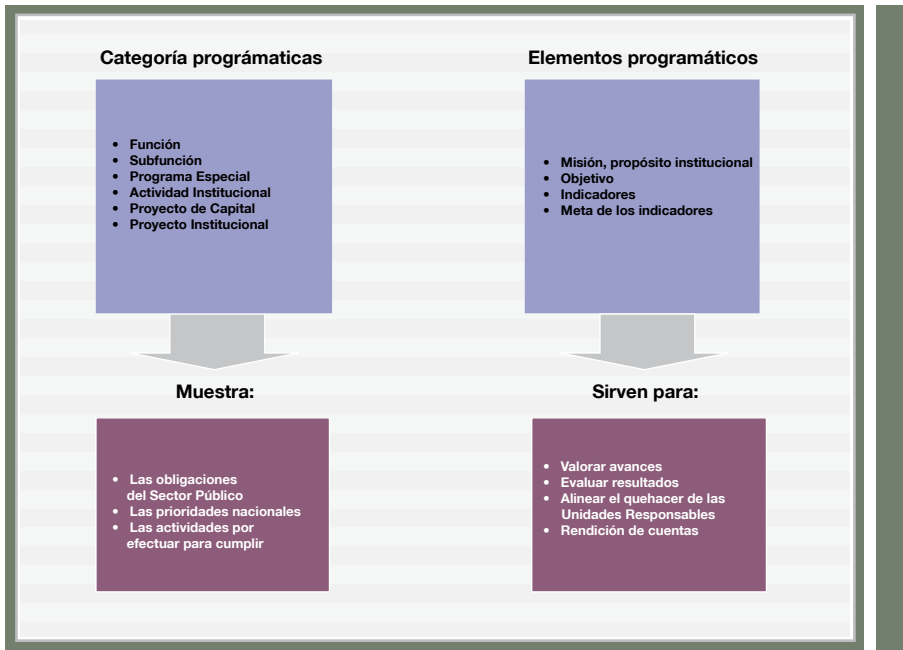 Categoría prográmaticas
• Función
• Subfunción
• Programa Especial
• Actividad Institucional
• Proyecto de Capital
• Proyecto Institucional
Muestra:
• Las obligaciones
del Sector Público
• Las prioridades nacionales
• Las actividades por
efectuar para cumplir
Elementos programáticos
• Misión, propósito institucional
• Objetivo
• Indicadores
• Meta de los indicadores
Sirven para:
• Valorar avances
• Evaluar resultados
• Alinear el quehacer de las
Unidades Responsables
• Rendición de cuentas